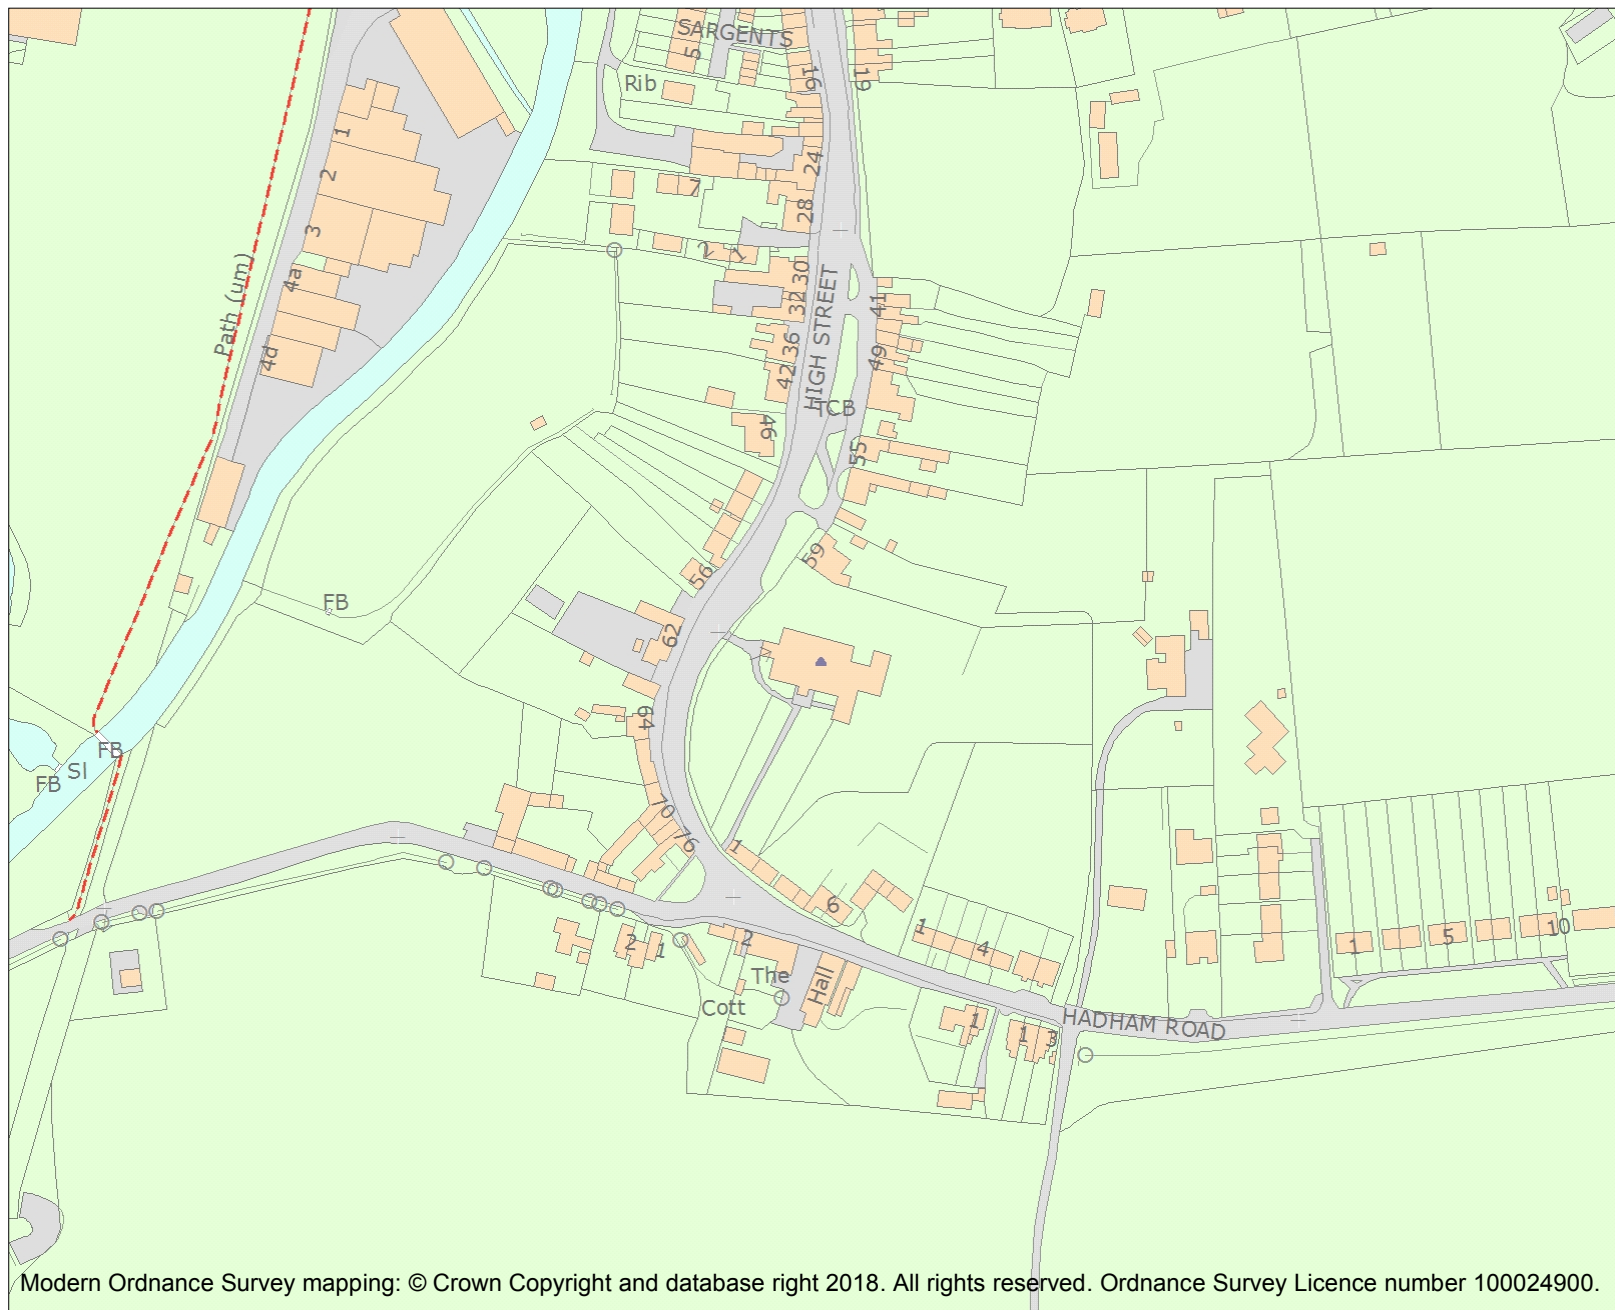 SARGENTS
5
16
19
Rib
1
2
24
7
3
28
Path (um)
4a
2
1
30
32
HIGH STREET
41
4d
36
49
42
TCB
46
55
59
56
FB
62
64
FB
Sl
FB
70
76
1
6
1
4
2
1
2
1
5
10
The
Hall
Cott
1
1
3
HADHAM ROAD
Modern Ordnance Survey mapping: © Crown Copyright and database right 2018. All rights reserved. Ordnance Survey Licence number 100024900.